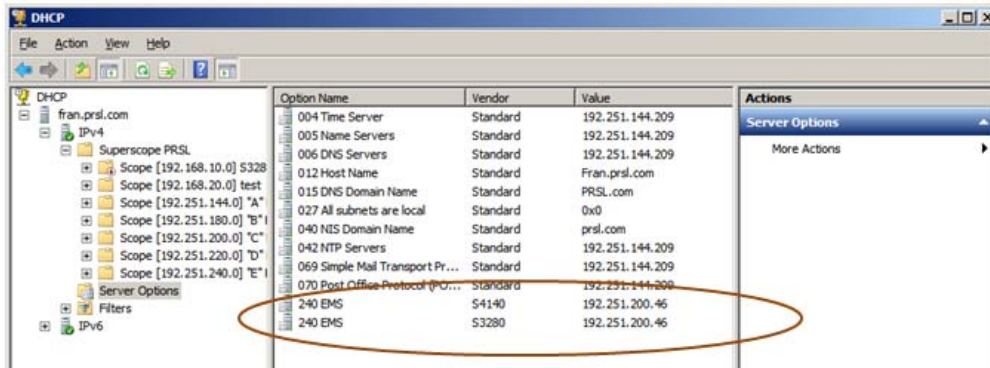 DHCP
File Action View Help
DHCP
fran.prsl.com
IPv4
Superscope PRSL
Scope [192.168.10.0] S328
Scope [192.168.20.0] test
Scope [192.251.144.0] "A"
Scope [192.251.180.0] "B"
Scope [192.251.200.0] "C"
Scope [192.251.220.0] "D"
Scope [192.251.240.0] "E"
Server Options
Filters
IPv6
Option Name Vendor Value
004 Time Server Standard 192.251.144.209
005 Name Servers Standard 192.251.144.209
006 DNS Servers Standard 192.251.144.209
012 Host Name Standard Fran.prsl.com
015 DNS Domain Name Standard PRSL.com
027 All subnets are local Standard 0x0
040 NIS Domain Name Standard prsl.com
042 NTP Servers Standard 192.251.144.209
069 Simple Mail Transport Pr... Standard 192.251.144.209
070 Post Office Protocol (PO... Standard 192.251.144.209
240 EMS S4140 192.251.200.46
240 EMS S3280 192.251.200.46
Actions
Server Options
More Actions